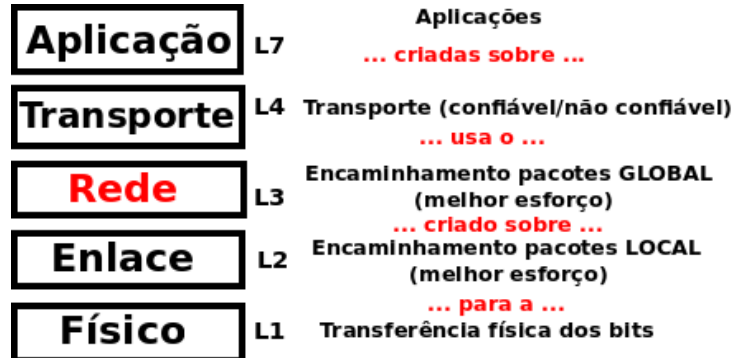 Aplicações
Aplicação L7
... criadas sobre ...
Transporte L4 Transporte (confiável/não confiável)
... usa o ...
Encaminhamento pacotes GLOBAL
Rede L3
(melhor esforço)
... criado sobre ...
Encaminhamento pacotes LOCAL
Enlace L2
(melhor esforço)
... para a ...
Físico L1 Transferência física dos bits